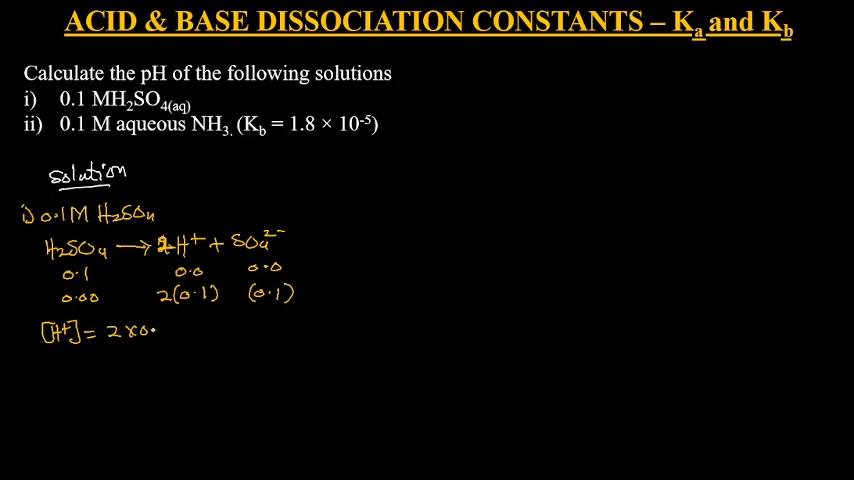 ACID & BASE DISSOCIATION CONSTANTS – Ka and Kb
Calculate the pH of the following solutions
i) 0.1 MH2SO4(aq)
ii) 0.1 M aqueous NH3. (Kb = 1.8 × 10-5)
Solution
i) 0.1M H2SO4
H2SO4 → 2H+ + SO4 2-
0.1 0.0 0.0
0.00 2(0.1) (0.1)
[H+] = 2 x 0.